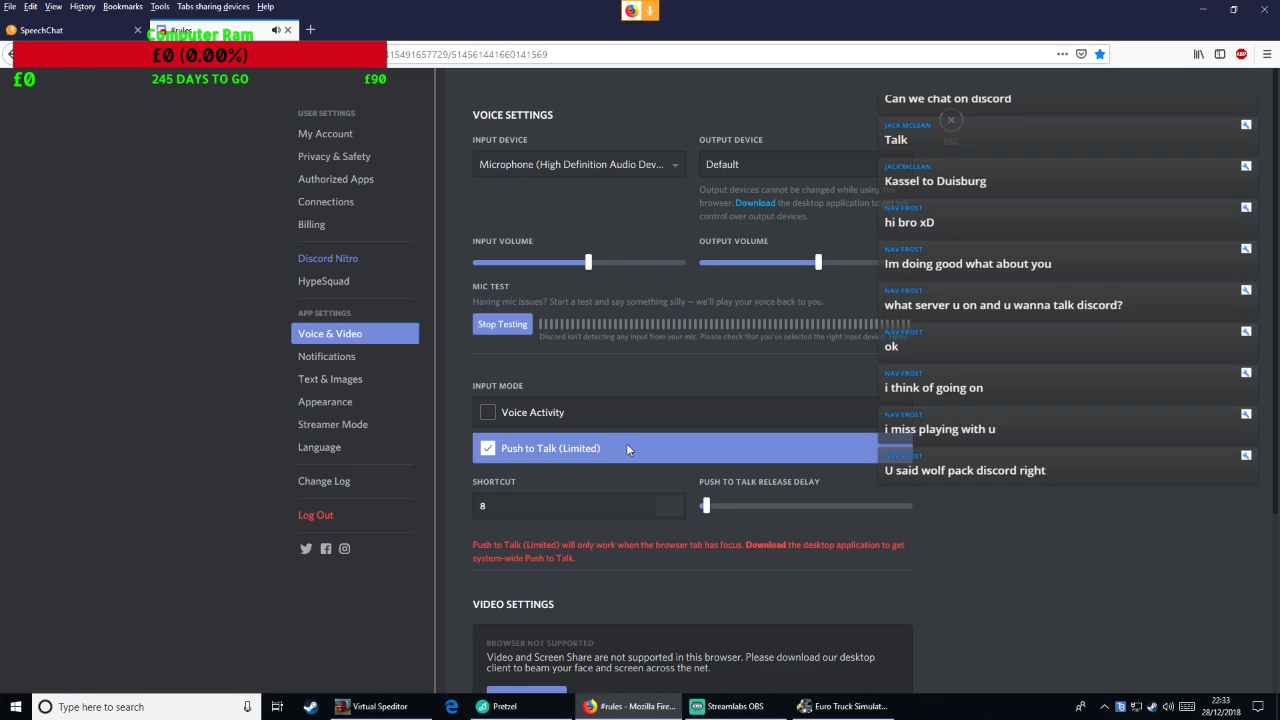 File Edit View History Bookmarks Tools Tabs sharing devices Help
SpeechChat
#rules
Computer Ram
£0 (0.00%)
£0
245 DAYS TO GO
£90
415491657729/514561441660141569
USER SETTINGS
My Account
Privacy & Safety
Authorized Apps
Connections
Billing
Discord Nitro
HypeSquad
APP SETTINGS
Voice & Video
Notifications
Text & Images
Appearance
Streamer Mode
Language
Change Log
Log Out
VOICE SETTINGS
INPUT DEVICE
Microphone (High Definition Audio Dev...
OUTPUT DEVICE
Default
Output devices cannot be changed while using the
browser. Download the desktop application to get full
control over output devices.
INPUT VOLUME
OUTPUT VOLUME
MIC TEST
Having mic issues? Start a test and say something silly — we'll play your voice back to you.
Stop Testing
Discord isn't detecting any input from your mic. Please check that you've selected the right input device. Help!
INPUT MODE
Voice Activity
Push to Talk (Limited)
SHORTCUT
8
PUSH TO TALK RELEASE DELAY
Push to Talk (Limited) will only work when the browser tab has focus. Download the desktop application to get
system-wide Push to Talk.
VIDEO SETTINGS
BROWSER NOT SUPPORTED
Video and Screen Share are not supported in this browser. Please download our desktop
client to beam your face and screen across the net.
ESC
Can we chat on discord
JACK MCLEAN
Talk
JACK MCLEAN
Kassel to Duisburg
NAV FROST
hi bro xD
NAV FROST
Im doing good what about you
NAV FROST
what server u on and u wanna talk discord?
NAV FROST
ok
NAV FROST
i think of going on
NAV FROST
i miss playing with u
NAV FROST
U said wolf pack discord right
Type here to search
Virtual Speditor
Pretzel
#rules - Mozilla Fire...
Streamlabs OBS
Euro Truck Simulat...
22:33
28/12/2018